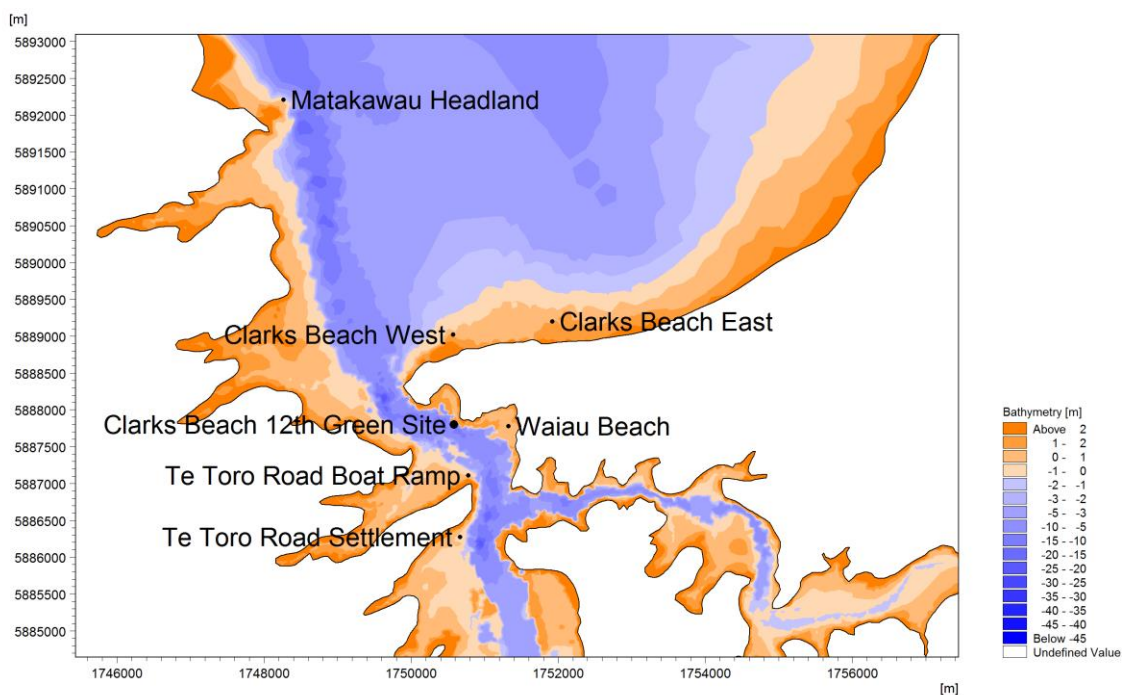 [m]
5893000
5892500
5892000
5891500
5891000
5890500
5890000
5889500
5889000
5888500
5888000
5887500
5887000
5886500
5886000
5885500
5885000
Matakawau Headland
Clarks Beach West
Clarks Beach East
Clarks Beach 12th Green Site
Waiau Beach
Te Toro Road Boat Ramp
Te Toro Road Settlement
1746000 1748000 1750000 1752000 1754000 1756000
[m]
Bathymetry [m]
Above 2
1 - 2
0 - 1
-1 - 0
-2 - -1
-3 - -2
-5 - -3
-10 - -5
-15 - -10
-20 - -15
-25 - -20
-30 - -25
-35 - -30
-40 - -35
-45 - -40
Below -45
Undefined Value